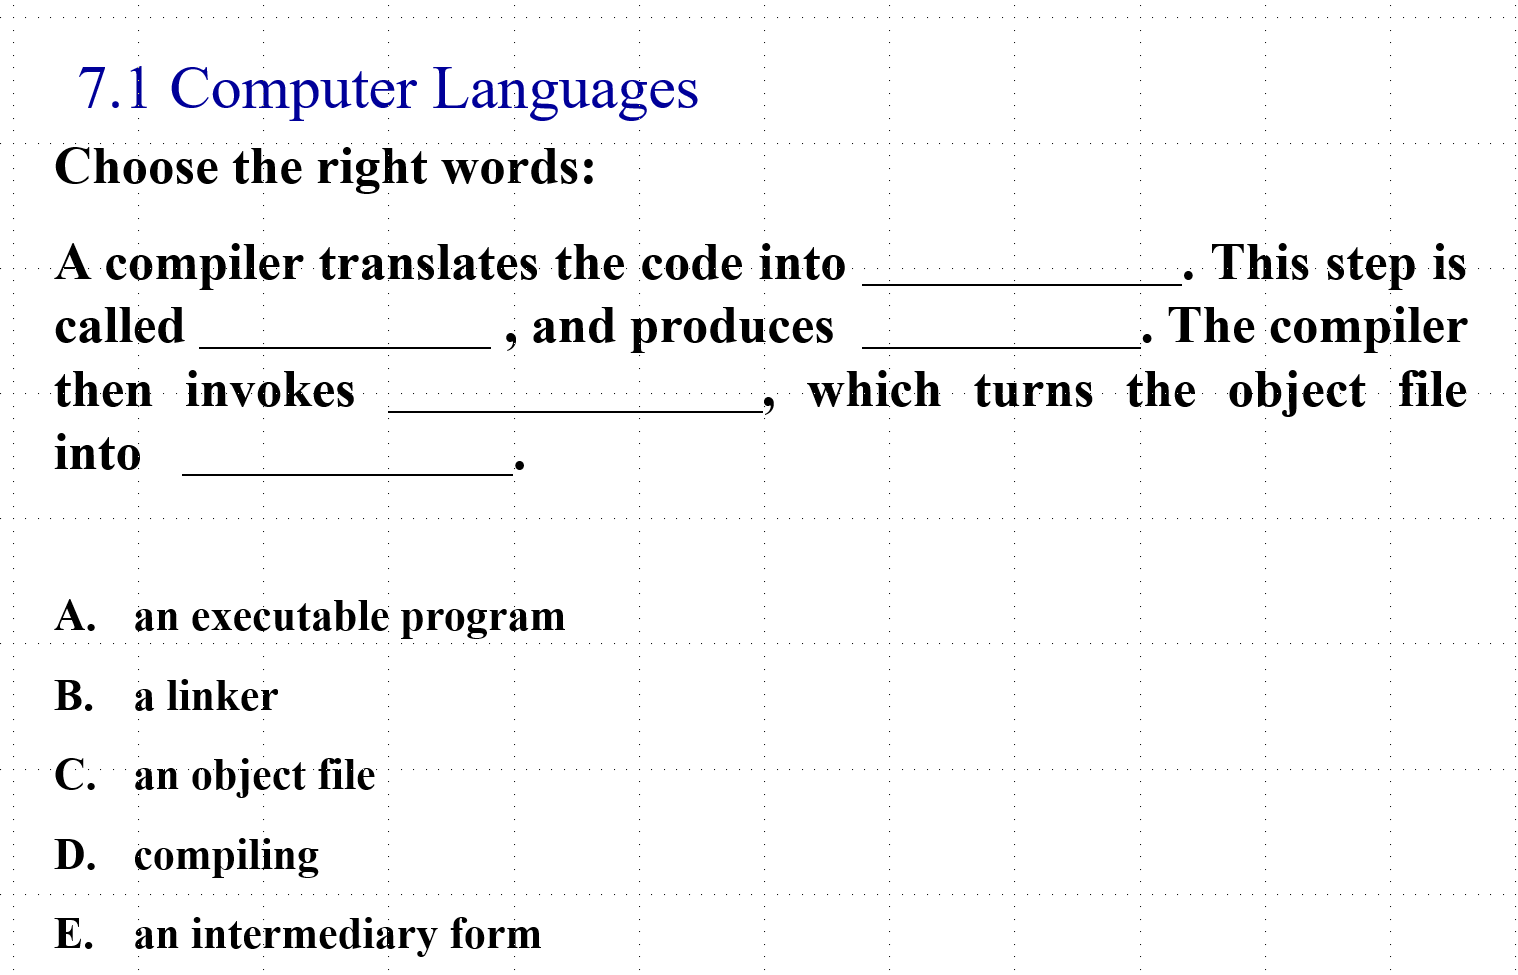 7.1 Computer Languages
Choose the right words:
A compiler translates the code into _____________. This step is
called ____________ , and produces ___________. The compiler
then invokes _______________, which turns the object file
into _____________.
A. an executable program
B. a linker
C. an object file
D. compiling
E. an intermediary form